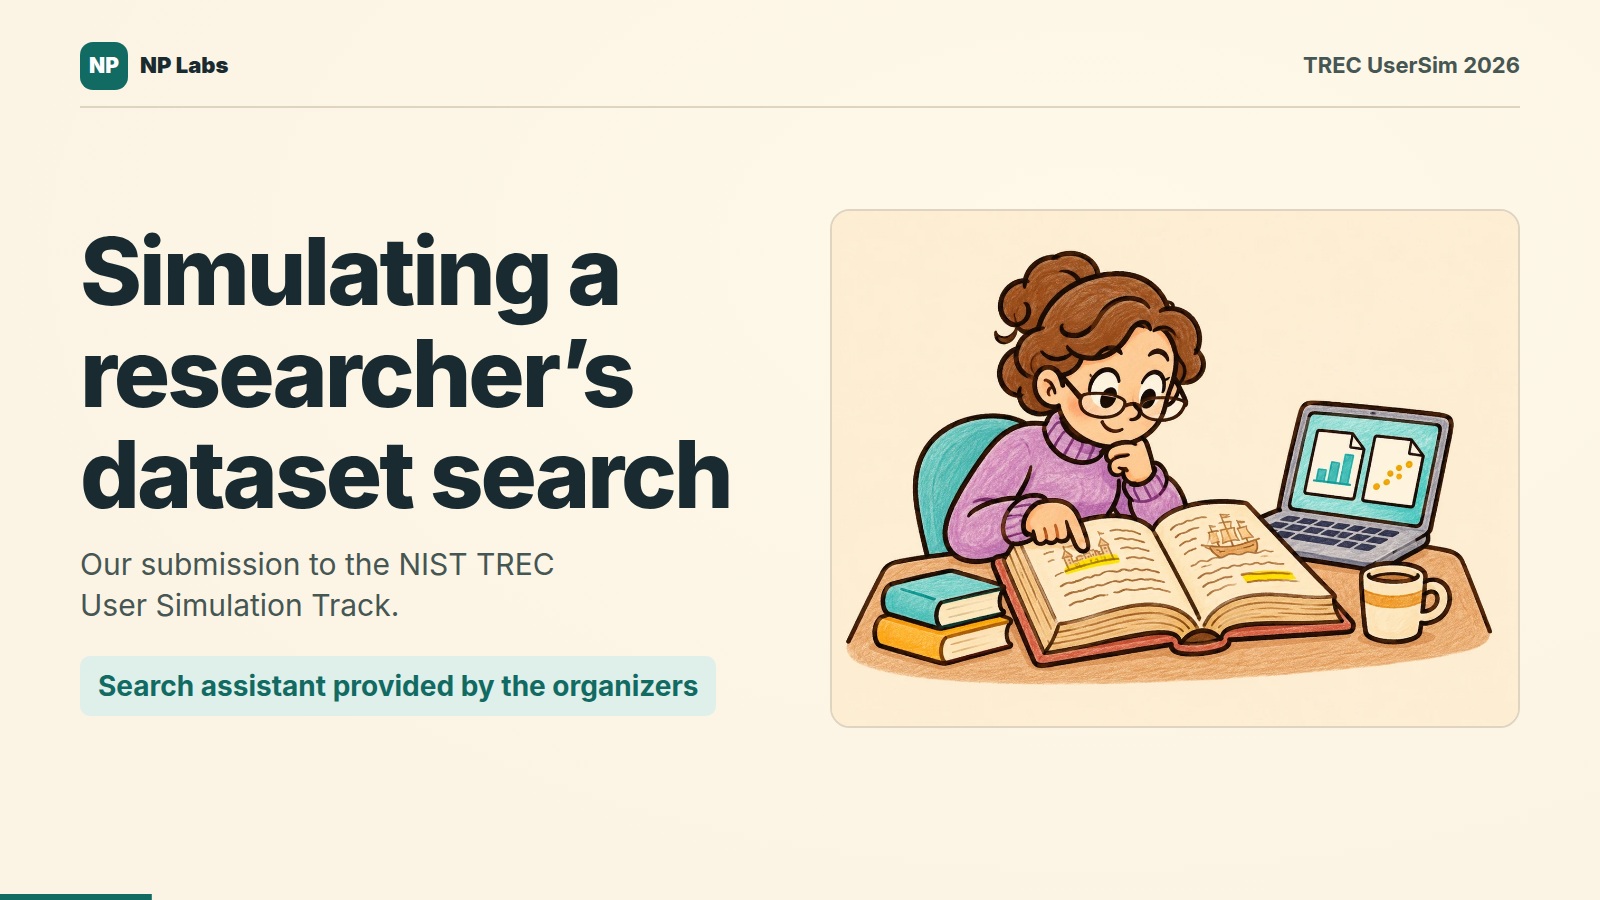 NP
NP Labs
TREC UserSim 2026
Simulating a
researcher’s
dataset search
Our submission to the NIST TREC
User Simulation Track.
Search assistant provided by the organizers